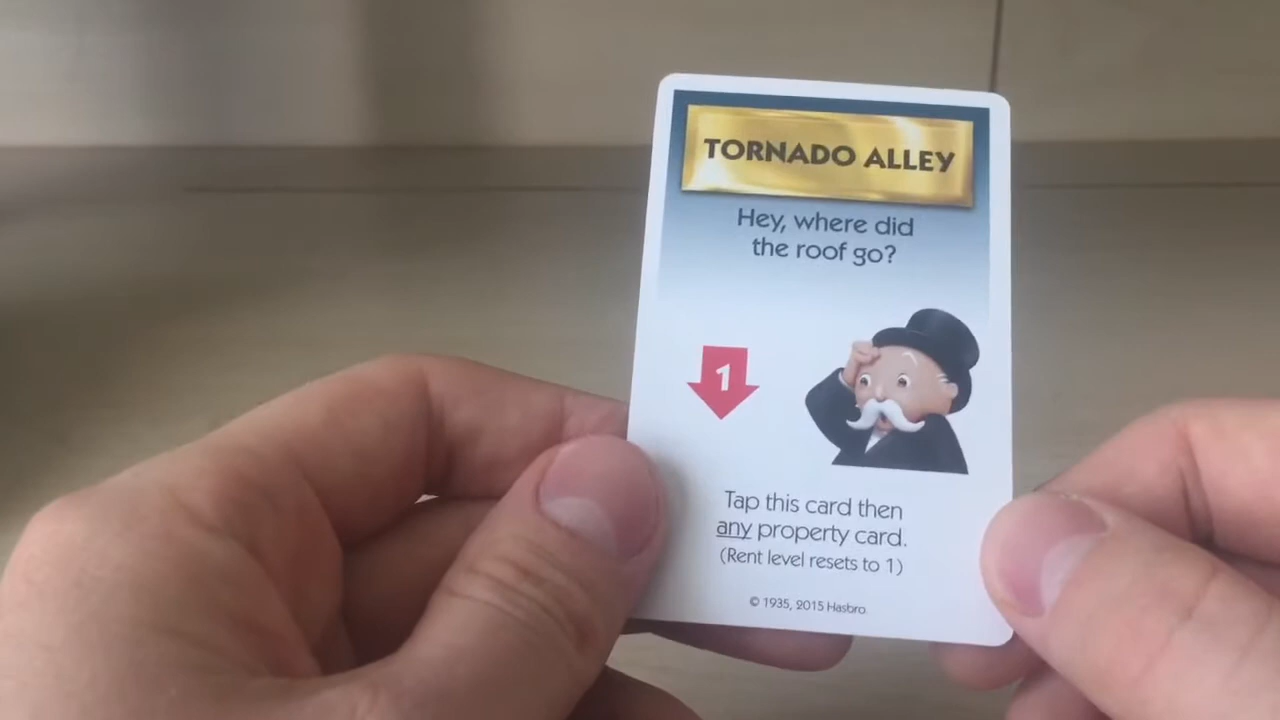 TORNADO ALLEY
Hey, where did
the roof go?
1
Tap this card then
any property card.
(Rent level resets to 1)
© 1935, 2015 Hasbro